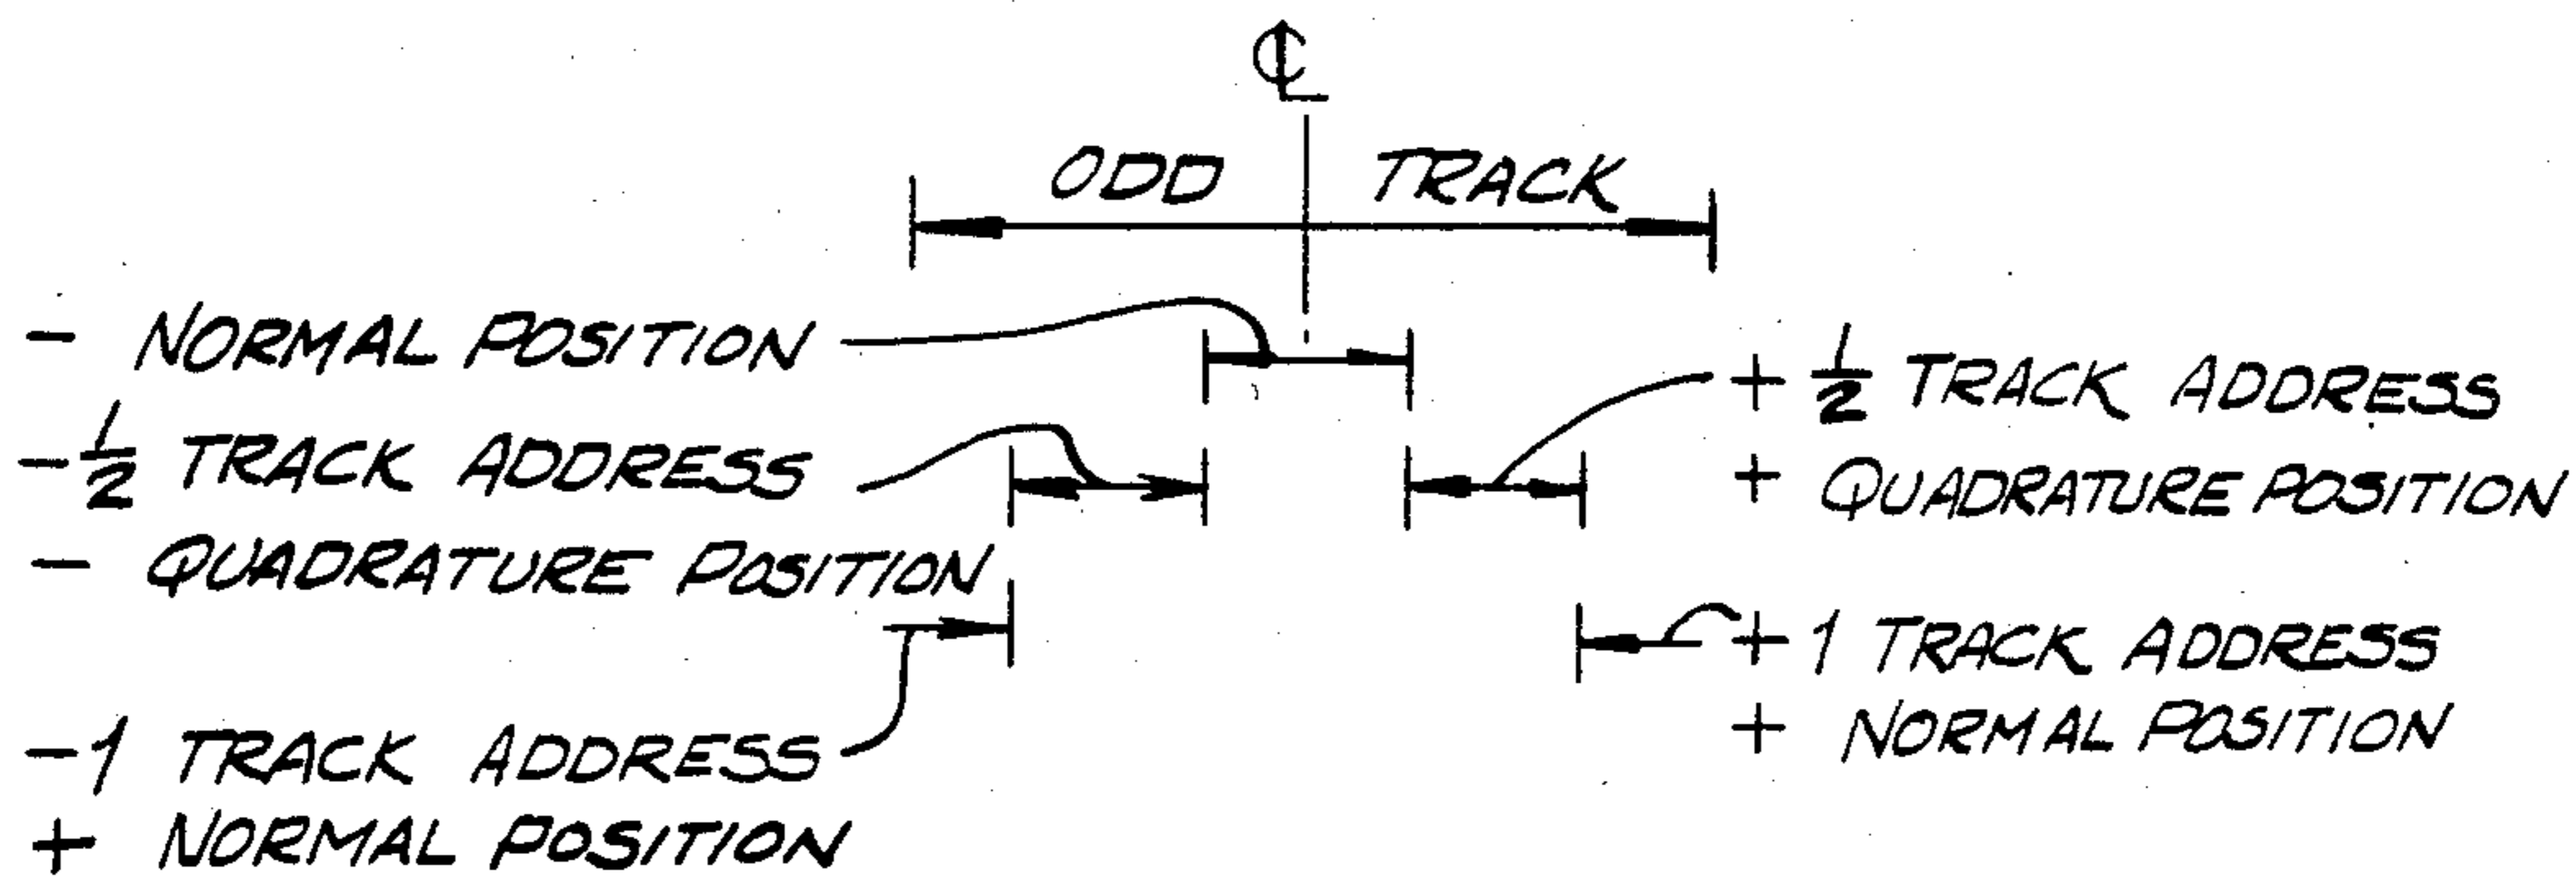 ℄
ODD TRACK
- NORMAL POSITION
- 1/2 TRACK ADDRESS
- QUADRATURE POSITION
-1 TRACK ADDRESS
+ NORMAL POSITION
+ 1/2 TRACK ADDRESS
+ QUADRATURE POSITION
+ 1 TRACK ADDRESS
+ NORMAL POSITION